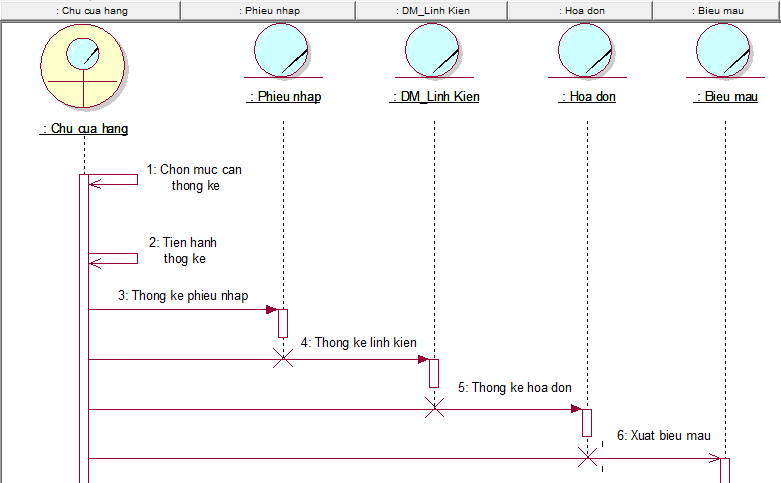 : Chu cua hang
: Phieu nhap
: DM_Linh Kien
: Hoa don
: Bieu mau
: Chu cua hang
: Phieu nhap
: DM_Linh Kien
: Hoa don
: Bieu mau
1: Chon muc can
thong ke
2: Tien hanh
thog ke
3: Thong ke phieu nhap
4: Thong ke linh kien
5: Thong ke hoa don
6: Xuat bieu mau